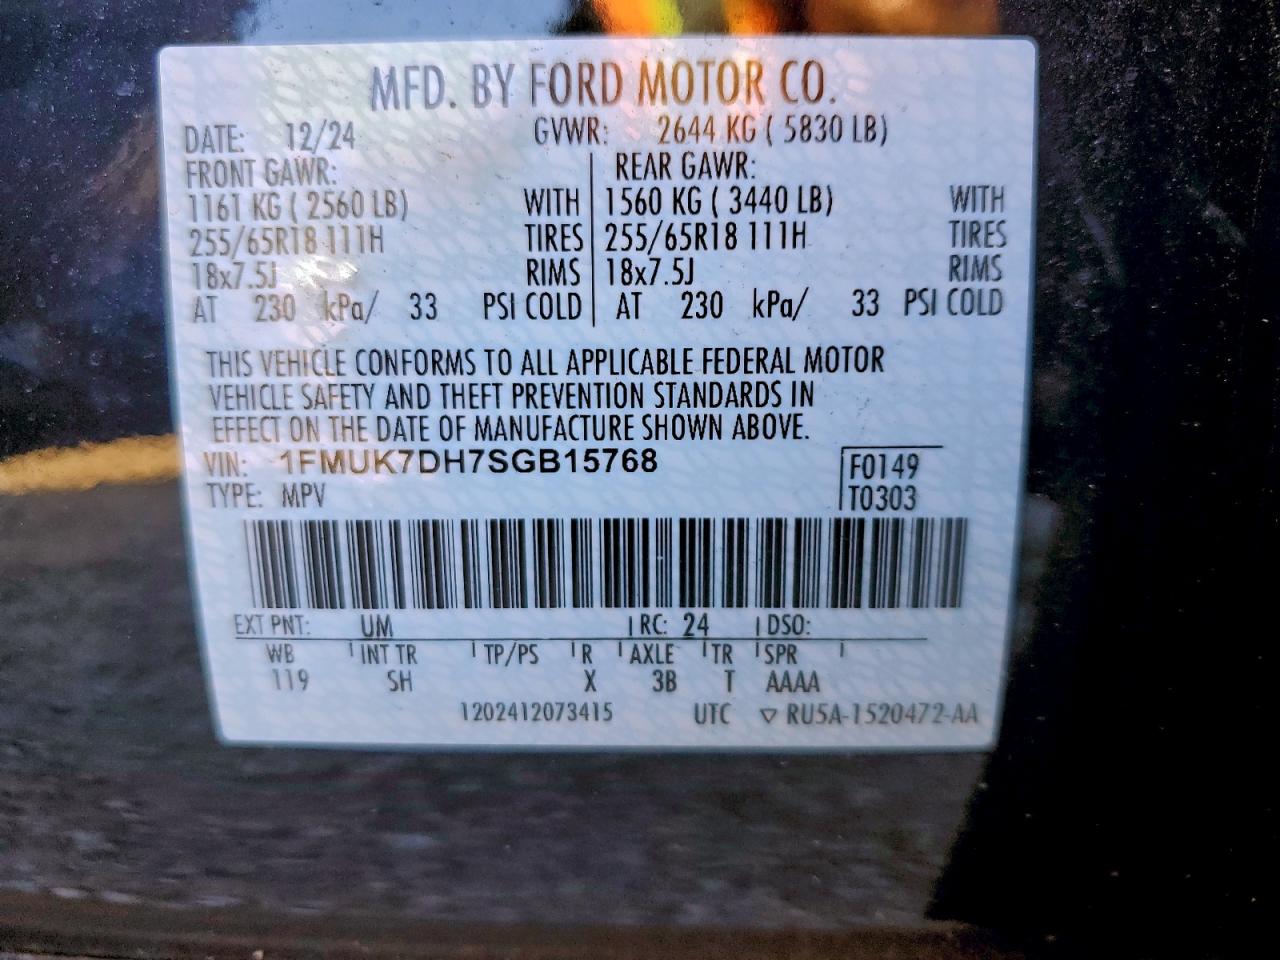 MFD. BY FORD MOTOR CO.
DATE: 12/24 GVWR: 2644 KG ( 5830 LB)
FRONT GAWR: REAR GAWR:
1161 KG ( 2560 LB) WITH 1560 KG ( 3440 LB) WITH
255/65R18 111H TIRES 255/65R18 111H TIRES
18x7.5J RIMS 18x7.5J RIMS
AT 230 kPa/ 33 PSI COLD AT 230 kPa/ 33 PSI COLD
THIS VEHICLE CONFORMS TO ALL APPLICABLE FEDERAL MOTOR
VEHICLE SAFETY AND THEFT PREVENTION STANDARDS IN
EFFECT ON THE DATE OF MANUFACTURE SHOWN ABOVE.
VIN: 1FMUK7DH7SGB15768 F0149
TYPE: MPV T0303
EXT PNT: UM RC: 24 DSO:
WB INT TR TP/PS R AXLE TR SPR
119 SH X 3B T AAAA
1202412073415 UTC ▽ RU5A-1520472-AA